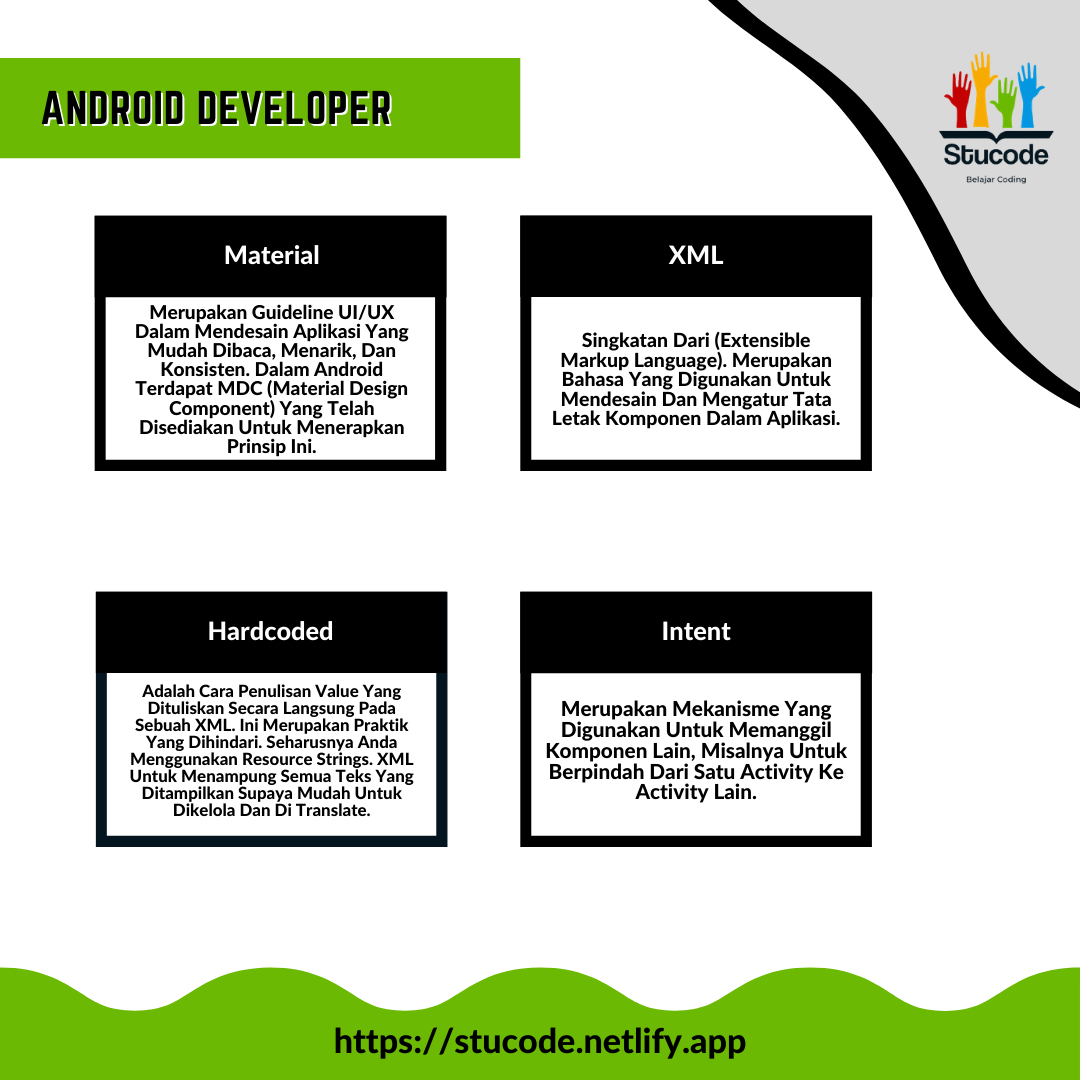 ANDROID DEVELOPER
Stucode
Belajar Coding
Material
Merupakan Guideline UI/UX
Dalam Mendesain Aplikasi Yang
Mudah Dibaca, Menarik, Dan
Konsisten. Dalam Android
Terdapat MDC (Material Design
Component) Yang Telah
Disediakan Untuk Menerapkan
Prinsip Ini.
XML
Singkatan Dari (Extensible
Markup Language). Merupakan
Bahasa Yang Digunakan Untuk
Mendesain Dan Mengatur Tata
Letak Komponen Dalam Aplikasi.
Hardcoded
Adalah Cara Penulisan Value Yang
Dituliskan Secara Langsung Pada
Sebuah XML. Ini Merupakan Praktik
Yang Dihindari. Seharusnya Anda
Menggunakan Resource Strings. XML
Untuk Menampung Semua Teks Yang
Ditampilkan Supaya Mudah Untuk
Dikelola Dan Di Translate.
Intent
Merupakan Mekanisme Yang
Digunakan Untuk Memanggil
Komponen Lain, Misalnya Untuk
Berpindah Dari Satu Activity Ke
Activity Lain.
https://stucode.netlify.app